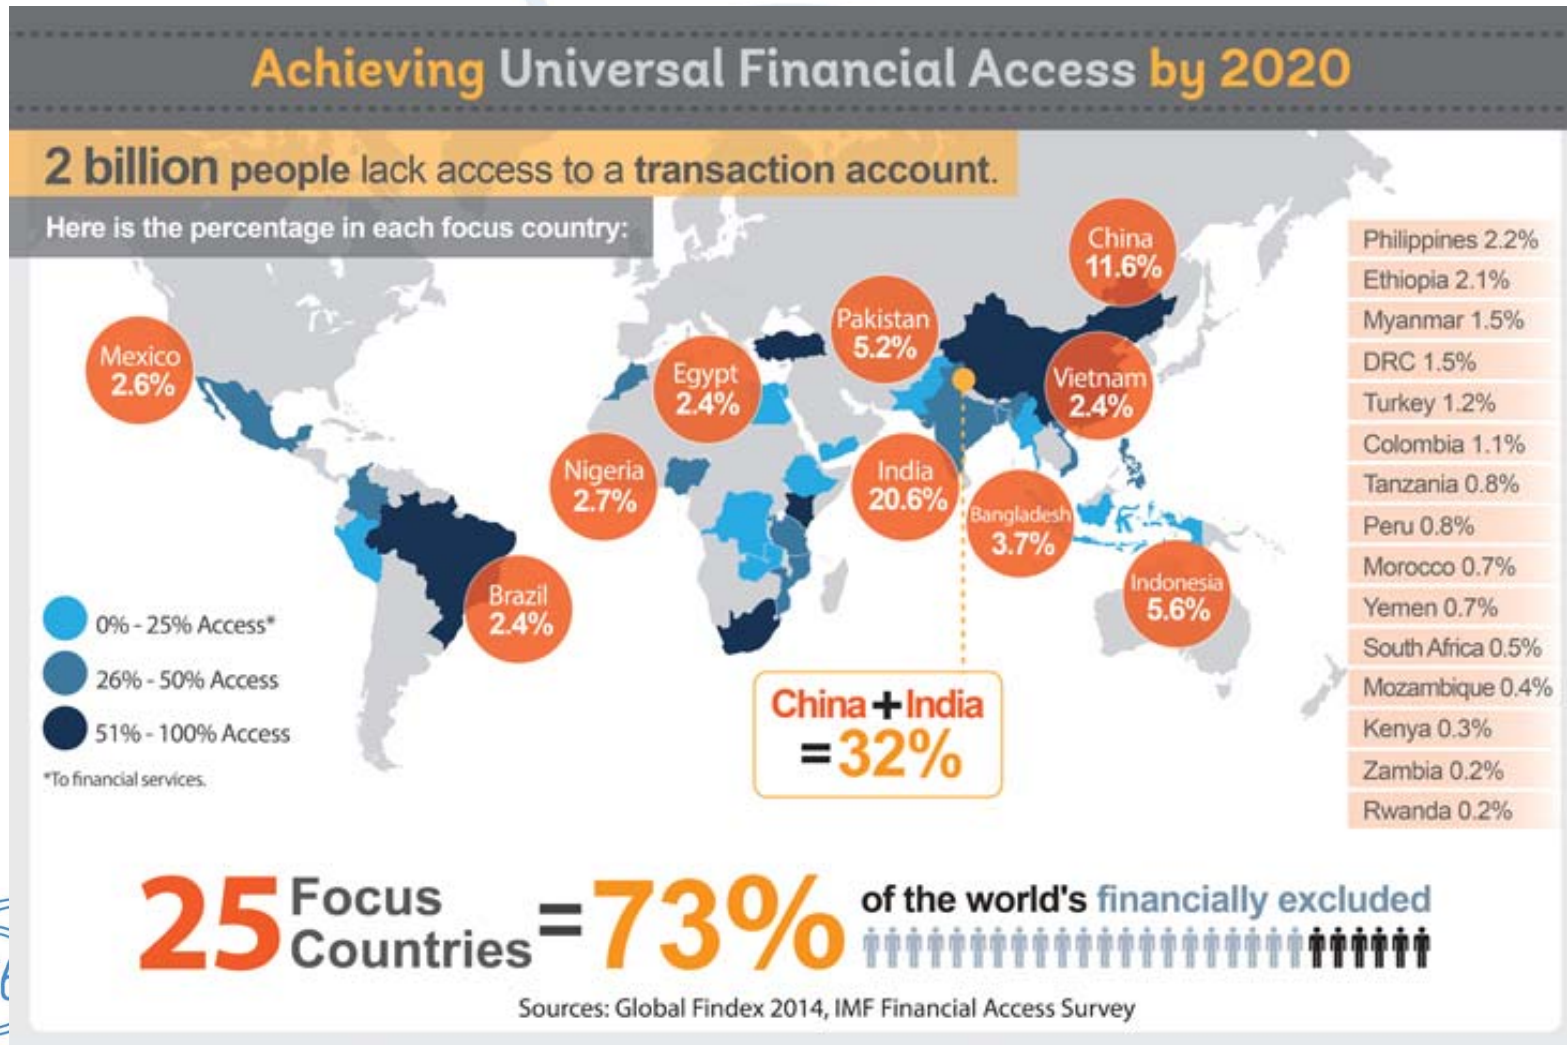 Achieving Universal Financial Access by 2020
2 billion people lack access to a transaction account.
Here is the percentage in each focus country:
Mexico
2.6%
Brazil
2.4%
Nigeria
2.7%
Egypt
2.4%
Pakistan
5.2%
India
20.6%
China
11.6%
Vietnam
2.4%
Bangladesh
3.7%
Indonesia
5.6%
China + India
= 32%
0% - 25% Access*
26% - 50% Access
51% - 100% Access
*To financial services.
Philippines 2.2%
Ethiopia 2.1%
Myanmar 1.5%
DRC 1.5%
Turkey 1.2%
Colombia 1.1%
Tanzania 0.8%
Peru 0.8%
Morocco 0.7%
Yemen 0.7%
South Africa 0.5%
Mozambique 0.4%
Kenya 0.3%
Zambia 0.2%
Rwanda 0.2%
25 Focus Countries = 73% of the world's financially excluded
Sources: Global Findex 2014, IMF Financial Access Survey